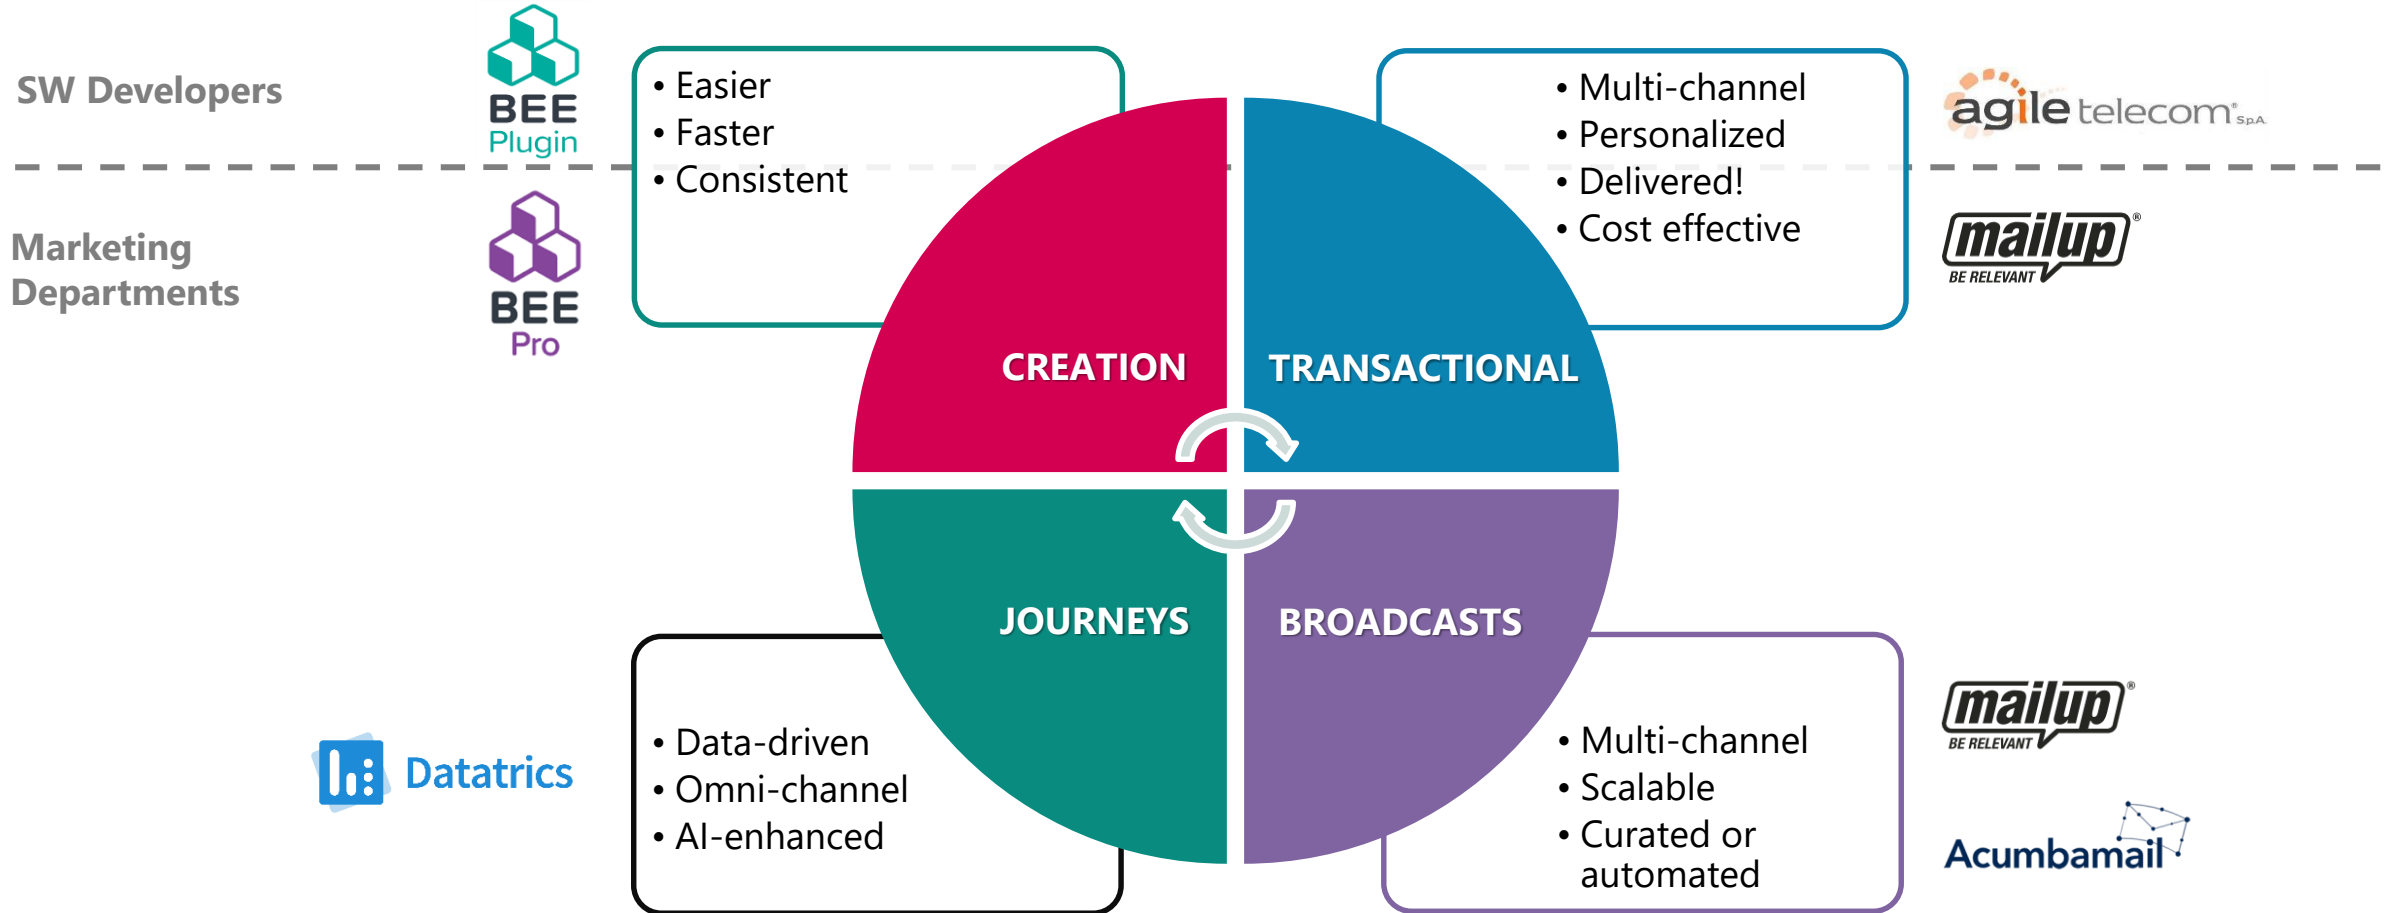 SW Developers
BEE
Plugin
• Easier
• Faster
• Consistent
• Multi-channel
• Personalized
• Delivered!
• Cost effective
agile telecom® S.p.A.
Marketing
Departments
BEE
Pro
mailup®
BE RELEVANT
CREATION
TRANSACTIONAL
JOURNEYS
BROADCASTS
Datatrics
• Data-driven
• Omni-channel
• AI-enhanced
• Multi-channel
• Scalable
• Curated or
automated
mailup®
BE RELEVANT
Acumbamail